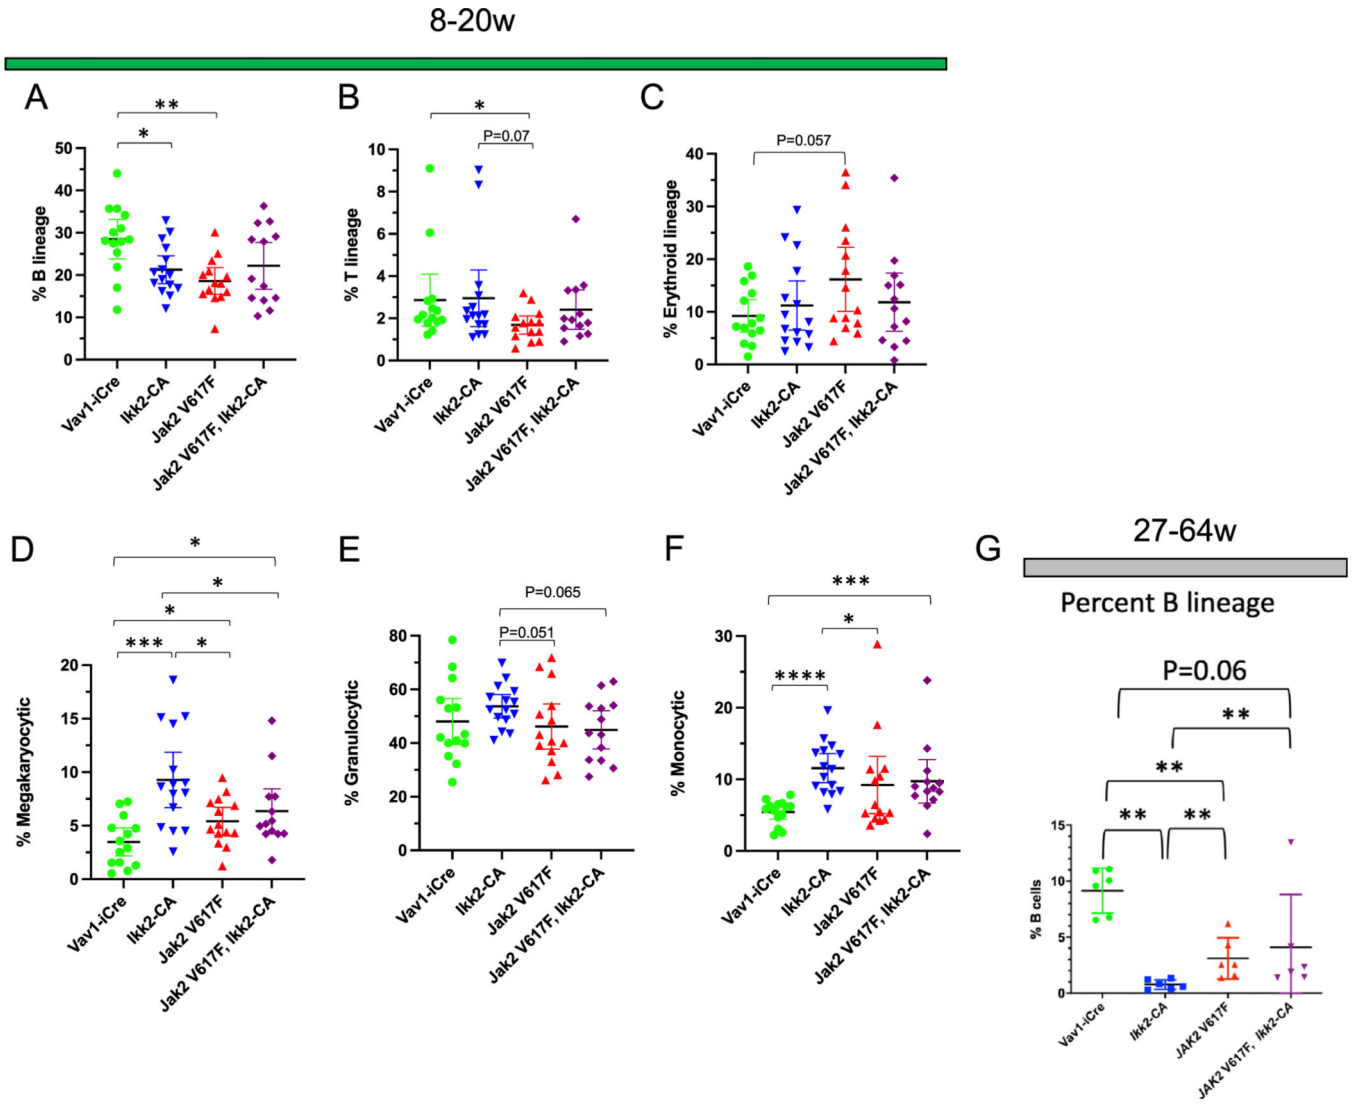 8-20w
A
**
*
% B lineage
50
40
30
20
10
0
Vav1-iCre
Ikk2-CA
Jak2 V617F
Jak2 V617F, Ikk2-CA
B
*
P=0.07
% T lineage
10
8
6
4
2
0
Vav1-iCre
Ikk2-CA
Jak2 V617F
Jak2 V617F, Ikk2-CA
C
P=0.057
% Erythroid lineage
40
30
20
10
0
Vav1-iCre
Ikk2-CA
Jak2 V617F
Jak2 V617F, Ikk2-CA
D
*
*
*
***
*
% Megakaryocytic
20
15
10
5
0
Vav1-iCre
Ikk2-CA
Jak2 V617F
Jak2 V617F, Ikk2-CA
E
P=0.065
P=0.051
% Granulocytic
80
60
40
20
0
Vav1-iCre
Ikk2-CA
Jak2 V617F
Jak2 V617F, Ikk2-CA
F
***
*
****
% Monocytic
30
20
10
0
Vav1-iCre
Ikk2-CA
Jak2 V617F
Jak2 V617F, Ikk2-CA
G
27-64w
Percent B lineage
P=0.06
**
**
**
**
% B cells
15
10
5
0
Vav1-iCre
Ikk2-CA
JAK2 V617F
JAK2 V617F, Ikk2-CA